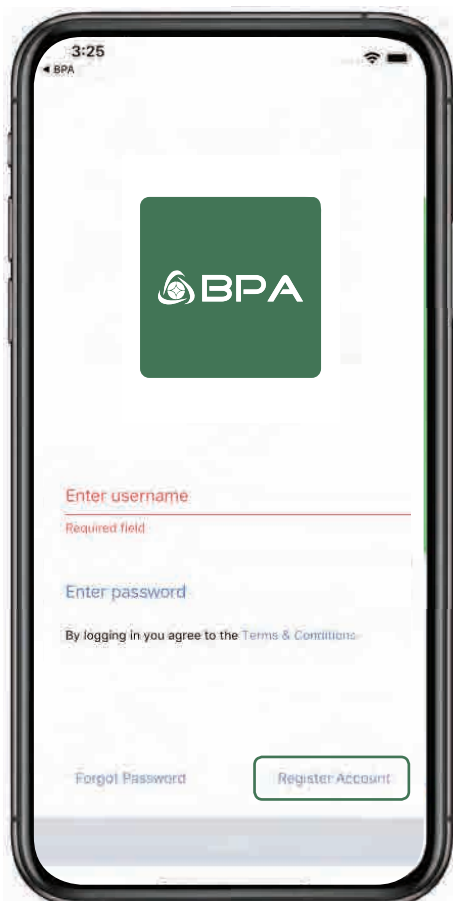 3:25
◀ BPA
BPA
Enter username
Required field
Enter password
By logging in you agree to the Terms & Conditions
Forgot Password
Register Account